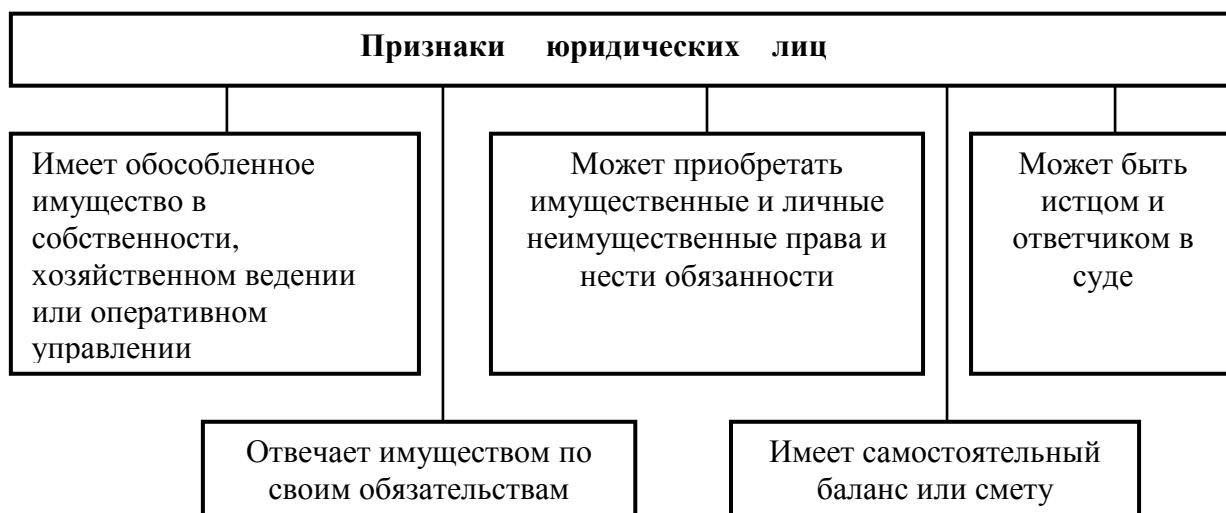 Признаки юридических лиц
Имеет обособленное
имущество в
собственности,
хозяйственном ведении
или оперативном
управлении
Может приобретать
имущественные и личные
неимущественные права и
нести обязанности
Может быть
истцом и
ответчиком в
суде
Отвечает имуществом по
своим обязательствам
Имеет самостоятельный
баланс или смету